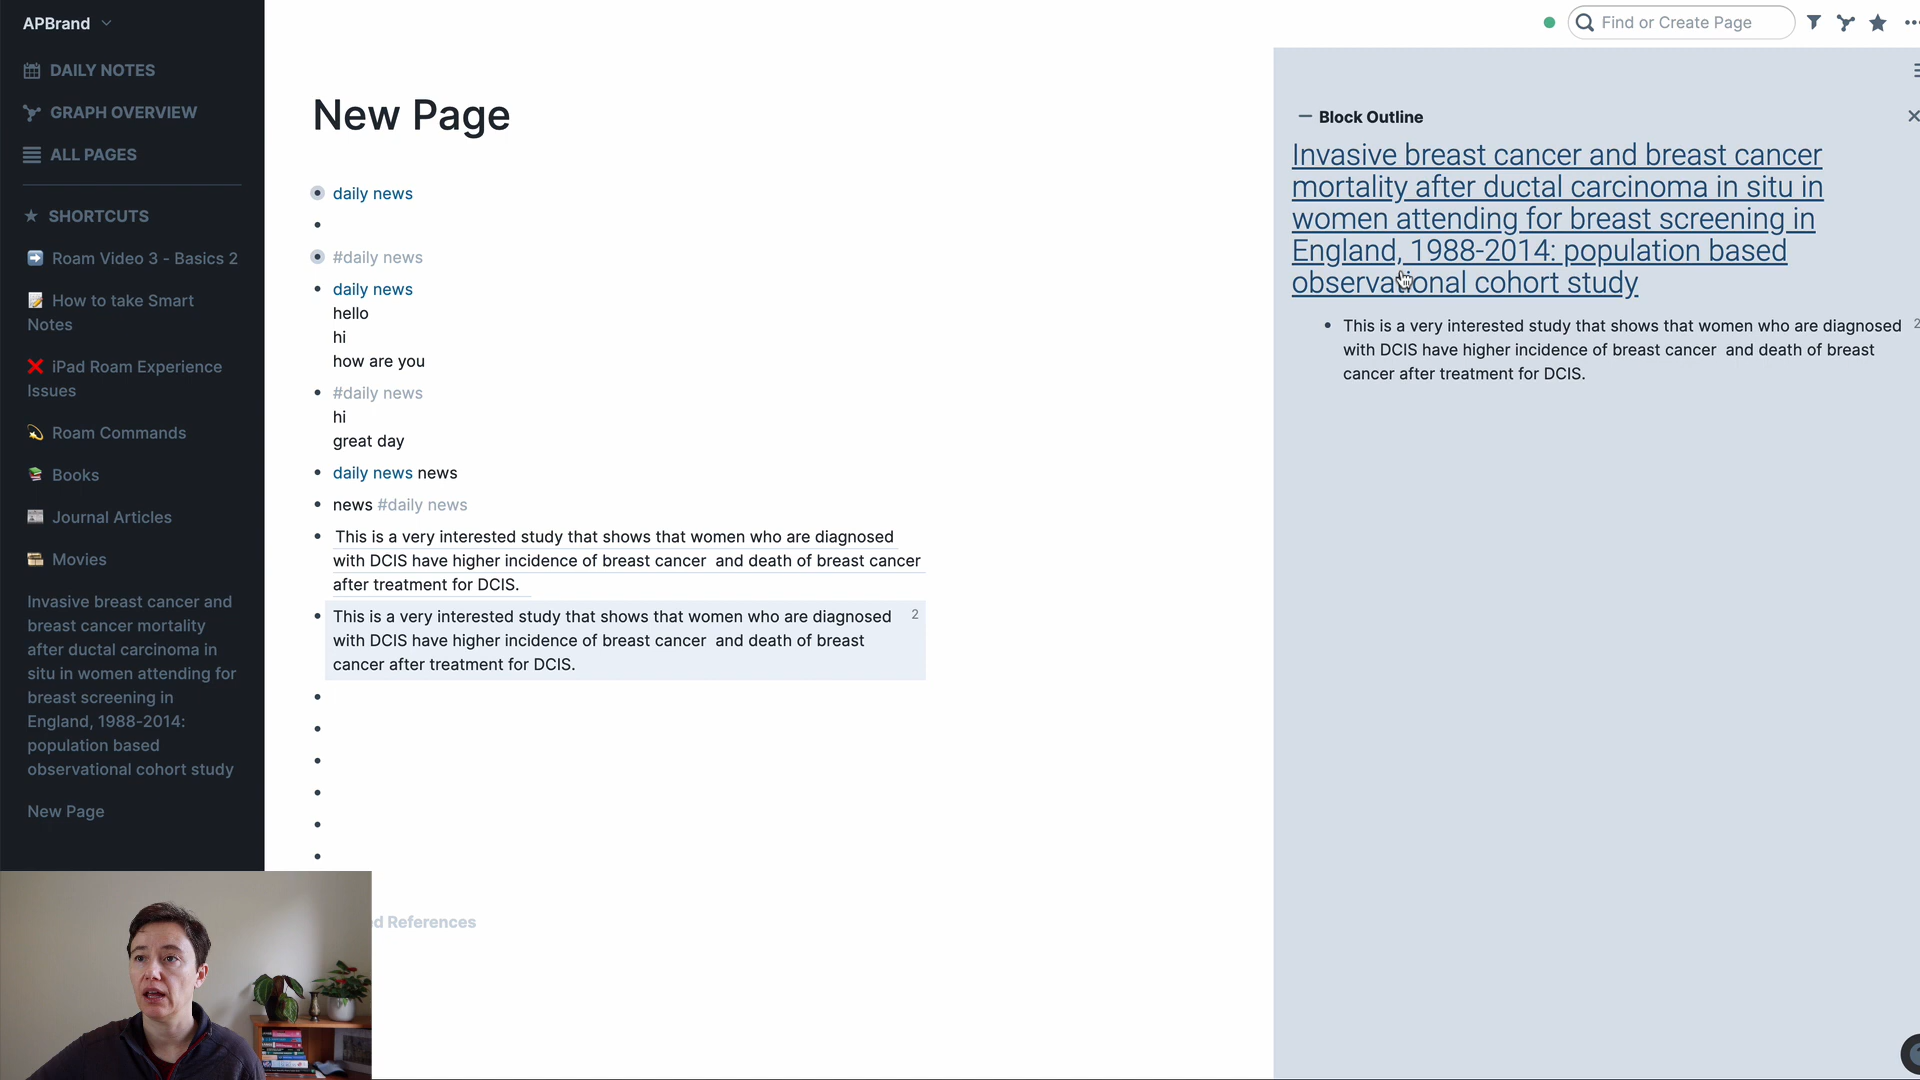 APBrand
DAILY NOTES
GRAPH OVERVIEW
ALL PAGES
SHORTCUTS
Roam Video 3 - Basics 2
How to take Smart
Notes
iPad Roam Experience
Issues
Roam Commands
Books
Journal Articles
Movies
Invasive breast cancer and
breast cancer mortality
after ductal carcinoma in
situ in women attending for
breast screening in
England, 1988-2014:
population based
observational cohort study
New Page
Find or Create Page
New Page
daily news
#daily news
daily news
hello
hi
how are you
#daily news
hi
great day
daily news news
news #daily news
This is a very interested study that shows that women who are diagnosed
with DCIS have higher incidence of breast cancer  and death of breast cancer
after treatment for DCIS.
This is a very interested study that shows that women who are diagnosed 2
with DCIS have higher incidence of breast cancer  and death of breast
cancer after treatment for DCIS.
d References
Block Outline
Invasive breast cancer and breast cancer
mortality after ductal carcinoma in situ in
women attending for breast screening in
England, 1988-2014: population based
observational cohort study
This is a very interested study that shows that women who are diagnosed 2
with DCIS have higher incidence of breast cancer  and death of breast
cancer after treatment for DCIS.